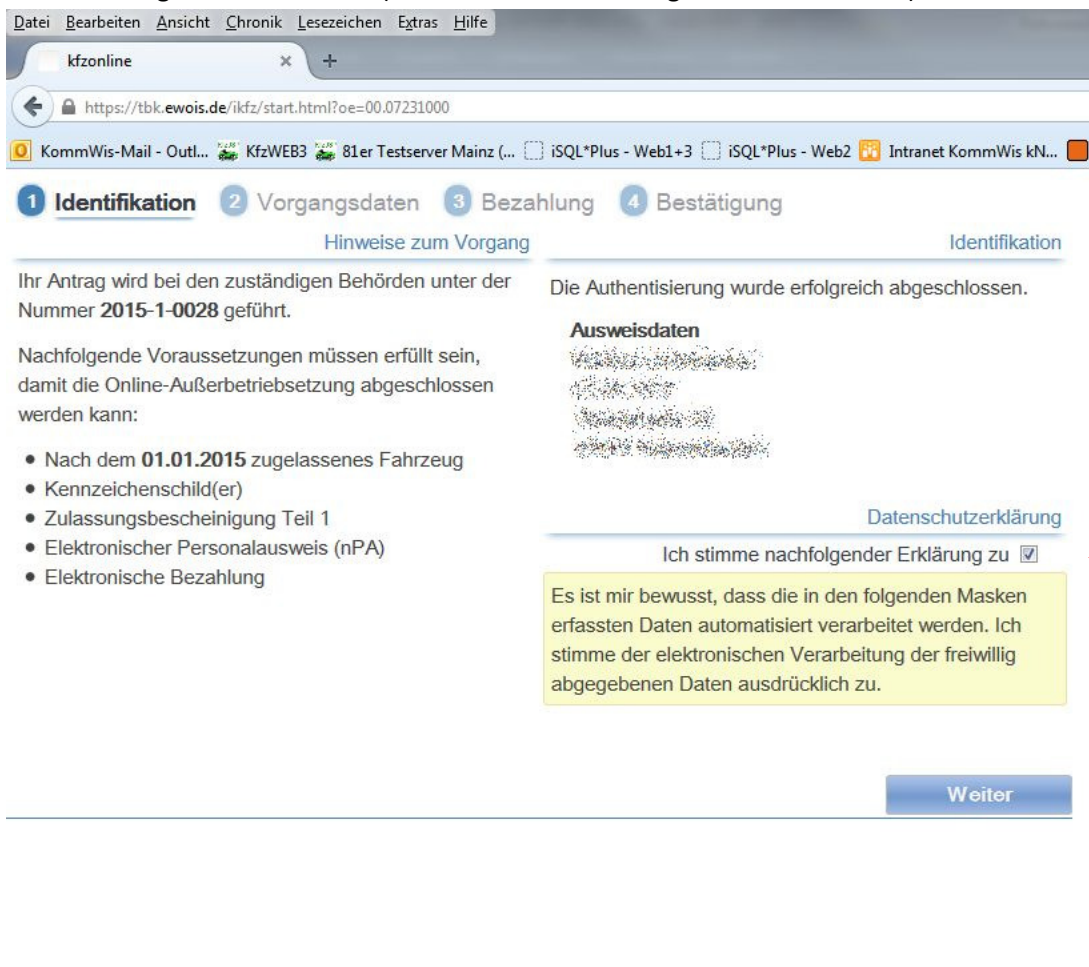 Datei Bearbeiten Ansicht Chronik Lesezeichen Extras Hilfe
kfzonline × +
https://tbk.ewois.de/ikfz/start.html?oe=00.07231000
KommWis-Mail - Outl... KfzWEB3 81er Testserver Mainz (... iSQL*Plus - Web1+3 iSQL*Plus - Web2 Intranet KommWis kN...
1 Identifikation 2 Vorgangsdaten 3 Bezahlung 4 Bestätigung
Hinweise zum Vorgang
Ihr Antrag wird bei den zuständigen Behörden unter der
Nummer 2015-1-0028 geführt.
Nachfolgende Voraussetzungen müssen erfüllt sein,
damit die Online-Außerbetriebsetzung abgeschlossen
werden kann:
• Nach dem 01.01.2015 zugelassenes Fahrzeug
• Kennzeichenschild(er)
• Zulassungsbescheinigung Teil 1
• Elektronischer Personalausweis (nPA)
• Elektronische Bezahlung
Identifikation
Die Authentisierung wurde erfolgreich abgeschlossen.
Ausweisdaten
Datenschutzerklärung
Ich stimme nachfolgender Erklärung zu
Es ist mir bewusst, dass die in den folgenden Masken
erfassten Daten automatisiert verarbeitet werden. Ich
stimme der elektronischen Verarbeitung der freiwillig
abgegebenen Daten ausdrücklich zu.
Weiter